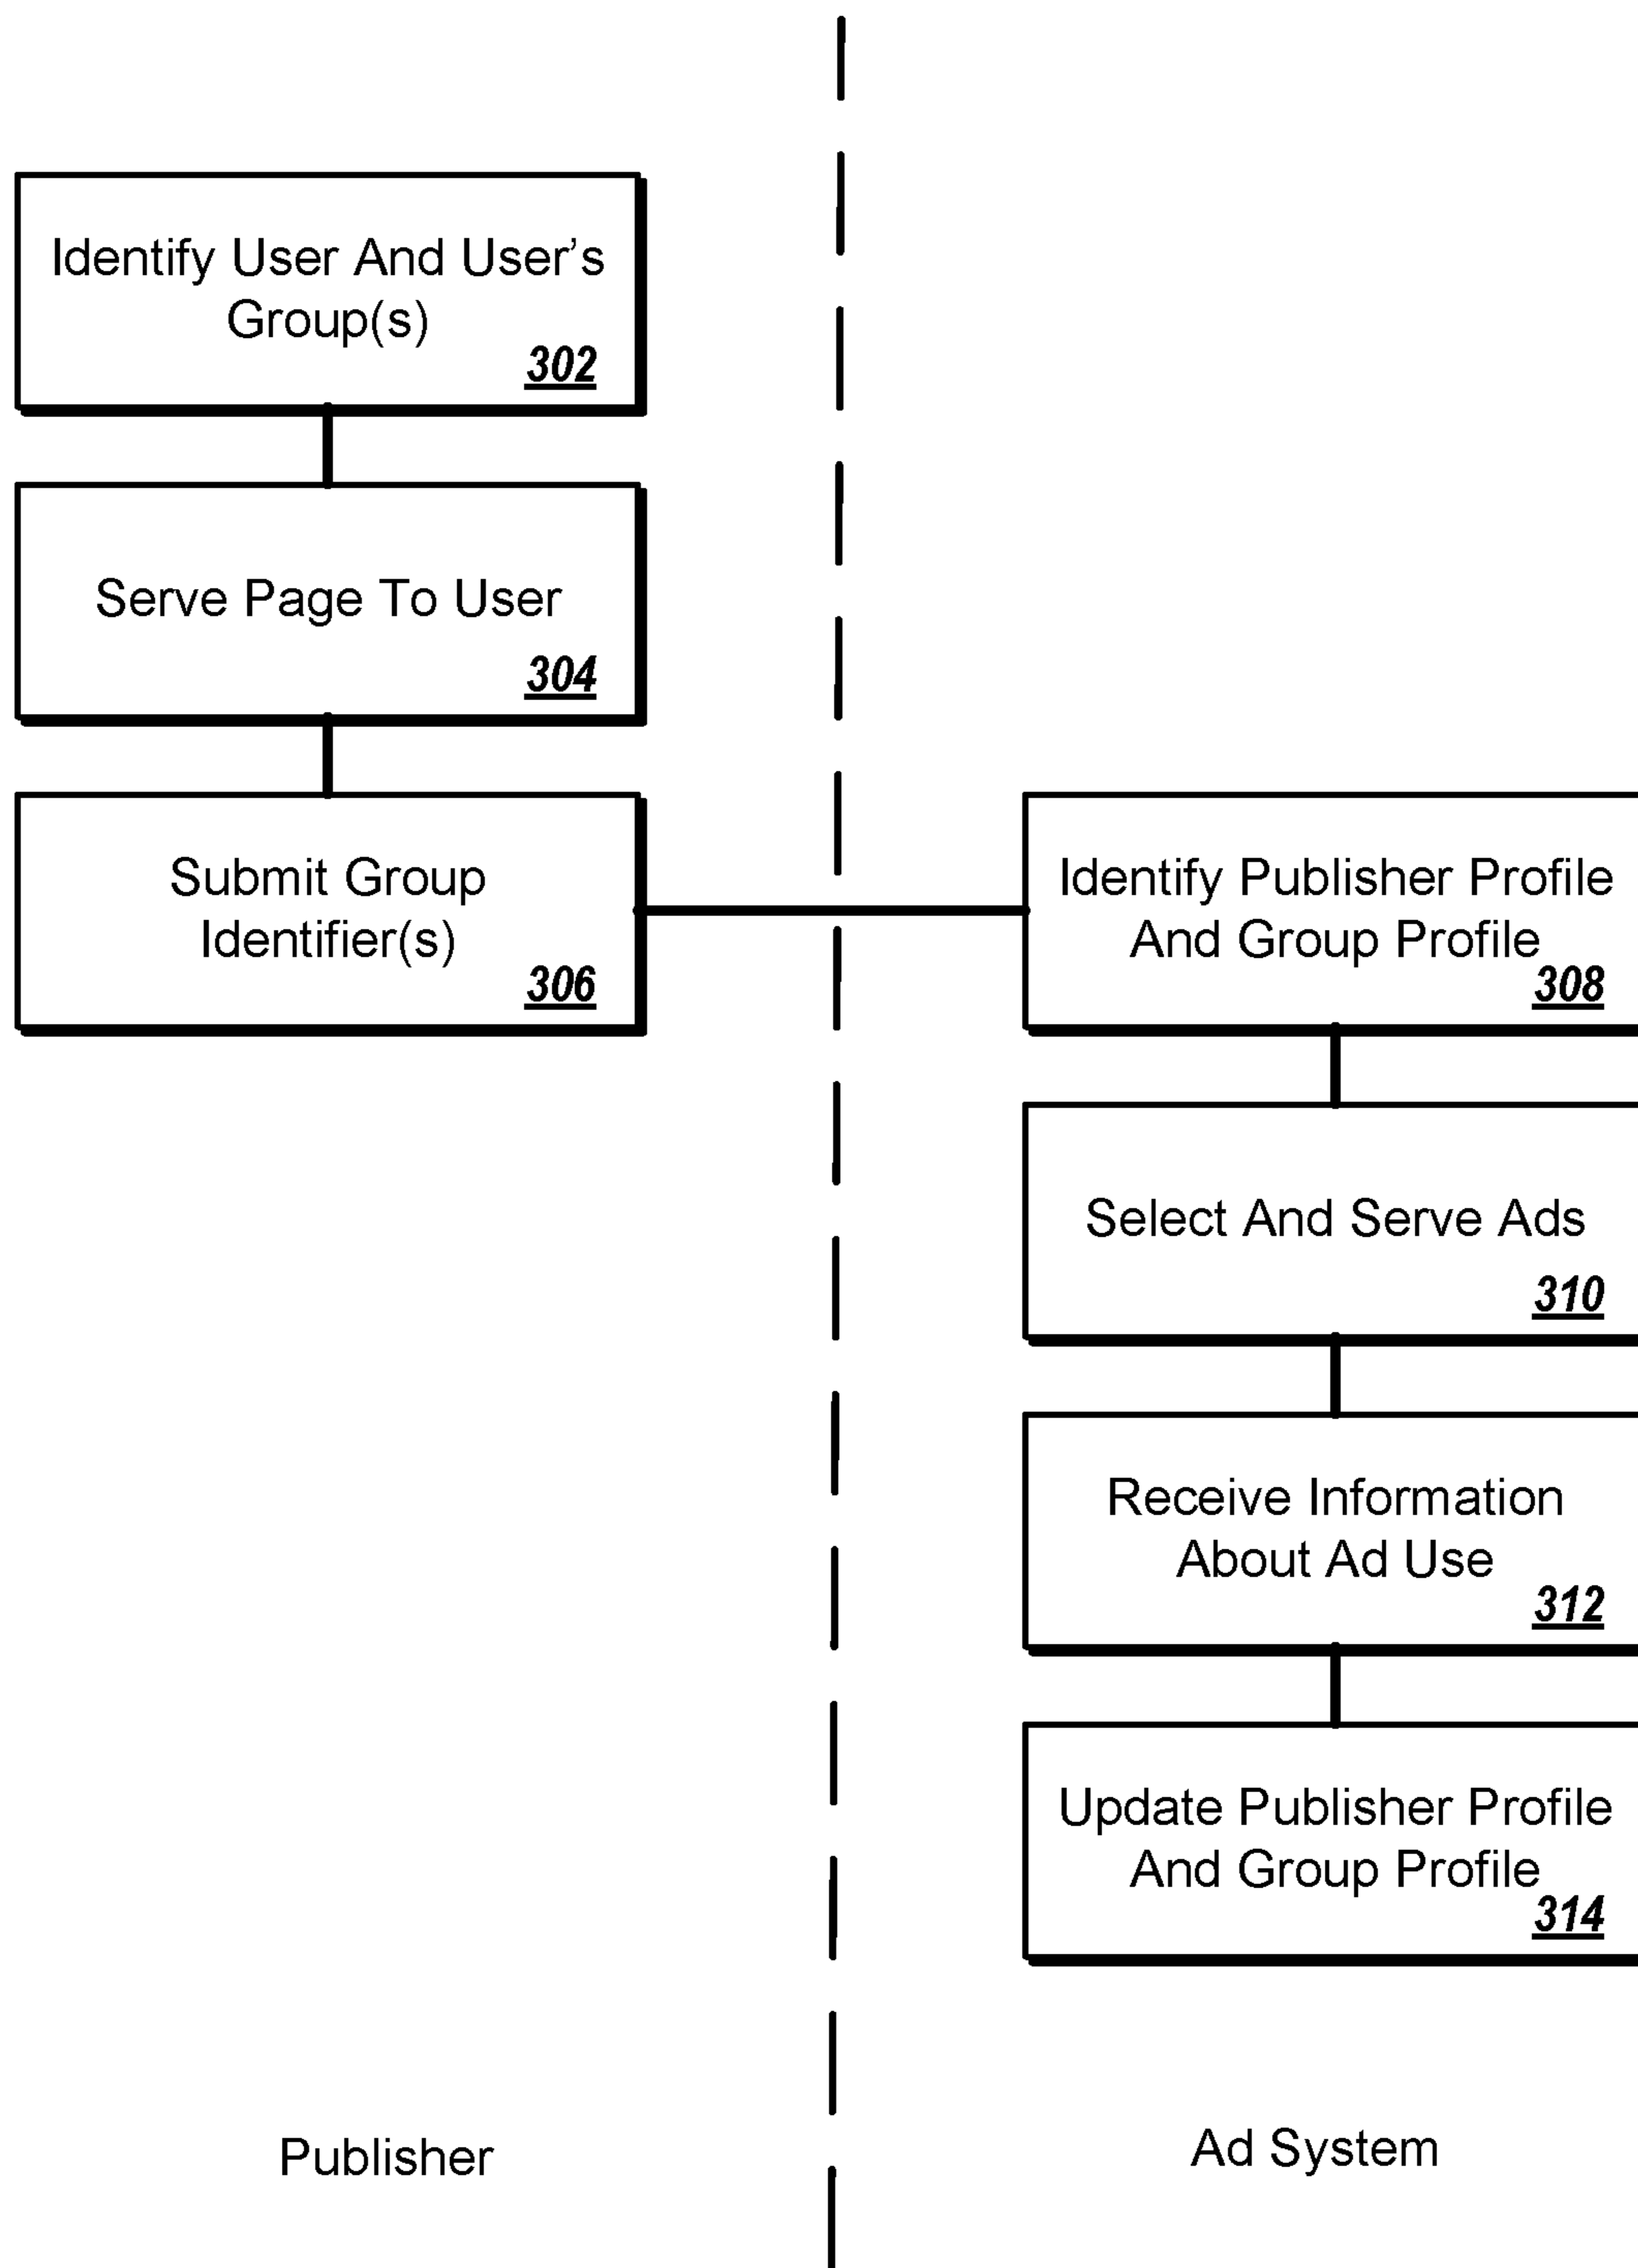 Identify User And User's
Group(s)
302
Serve Page To User
304
Submit Group
Identifier(s)
306
Identify Publisher Profile
And Group Profile
308
Select And Serve Ads
310
Receive Information
About Ad Use
312
Update Publisher Profile
And Group Profile
314
Publisher
Ad System